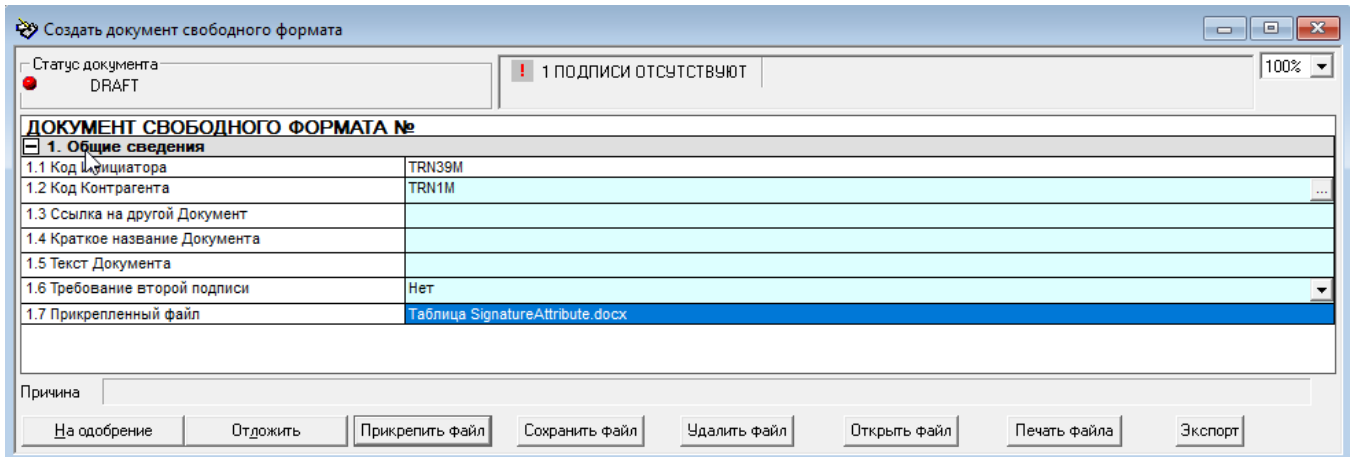 Создать документ свободного формата
Статус документа
DRAFT
! 1 ПОДПИСИ ОТСУТСТВУЮТ
100%
ДОКУМЕНТ СВОБОДНОГО ФОРМАТА №
1. Общие сведения
1.1 Код Инициатора TRN39M
1.2 Код Контрагента TRN1M ...
1.3 Ссылка на другой Документ
1.4 Краткое название Документа
1.5 Текст Документа
1.6 Требование второй подписи Нет
1.7 Прикрепленный файл Таблица SignatureAttribute.docx
Причина
На одобрение Отложить Прикрепить файл Сохранить файл Удалить файл Открыть файл Печать файла Экспорт